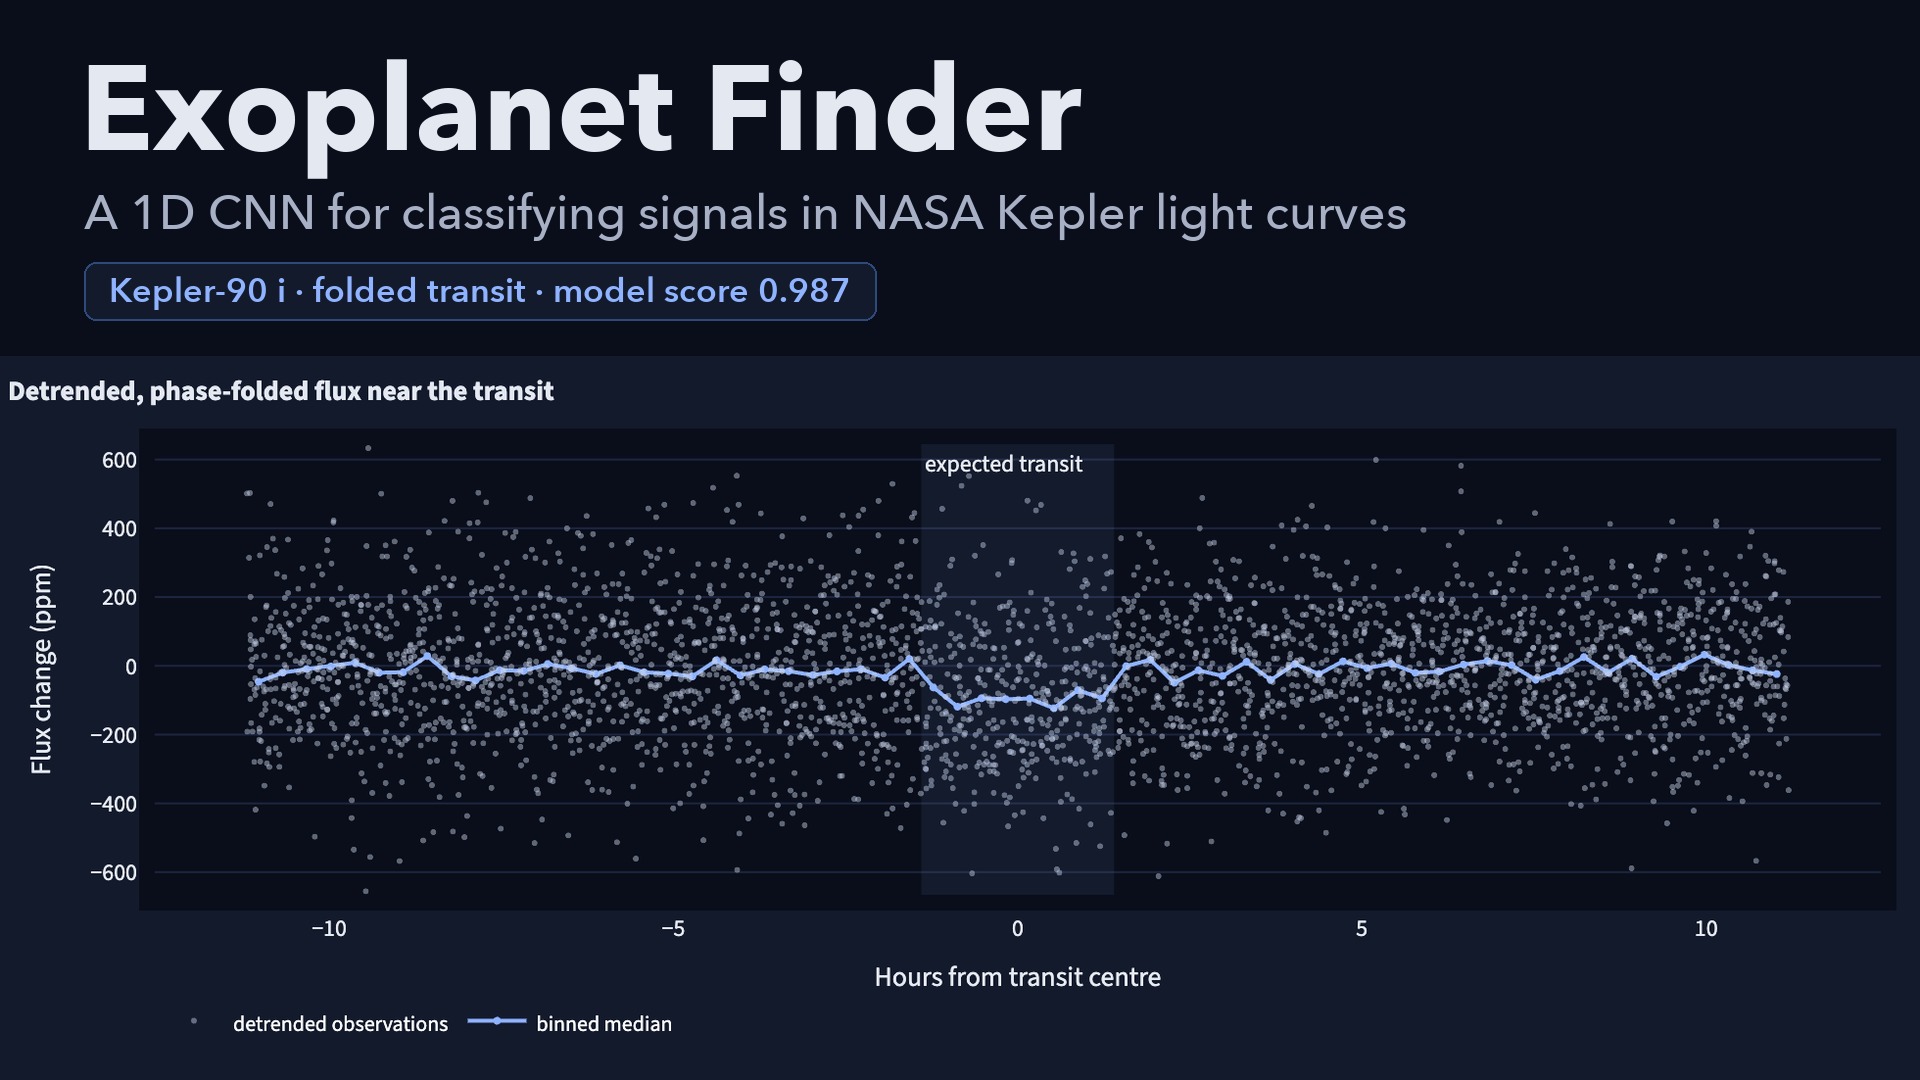 Exoplanet Finder
A 1D CNN for classifying signals in NASA Kepler light curves
Kepler-90 i · folded transit · model score 0.987
Detrended, phase-folded flux near the transit
expected transit
600
400
200
0
−200
−400
−600
Flux change (ppm)
−10 −5 0 5 10
Hours from transit centre
detrended observations binned median